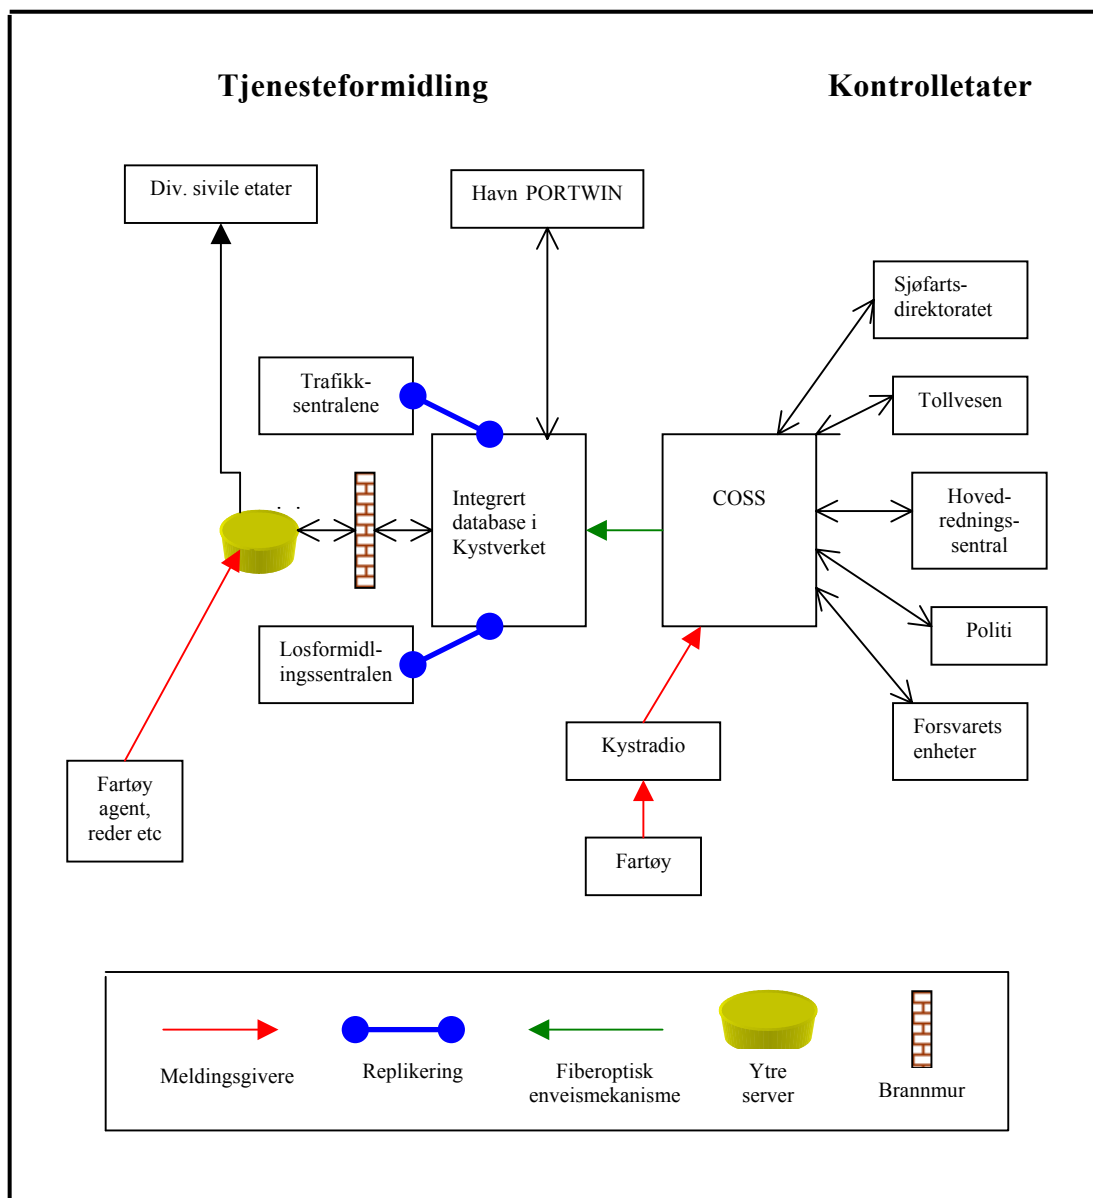 Tjenesteformidling
Kontrolletater
Div. sivile etater
Havn PORTWIN
Sjøfarts-
direktoratet
Trafikk-
sentralene
Tollvesen
Integrert
database i
Kystverket
COSS
Hoved-
rednings-
sentral
Losformidl-
ingssentralen
Politi
Forsvarets
enheter
Kystradio
Fartøy
agent,
reder etc
Fartøy
Meldingsgivere
Replikering
Fiberoptisk
enveismekanisme
Ytre
server
Brannmur